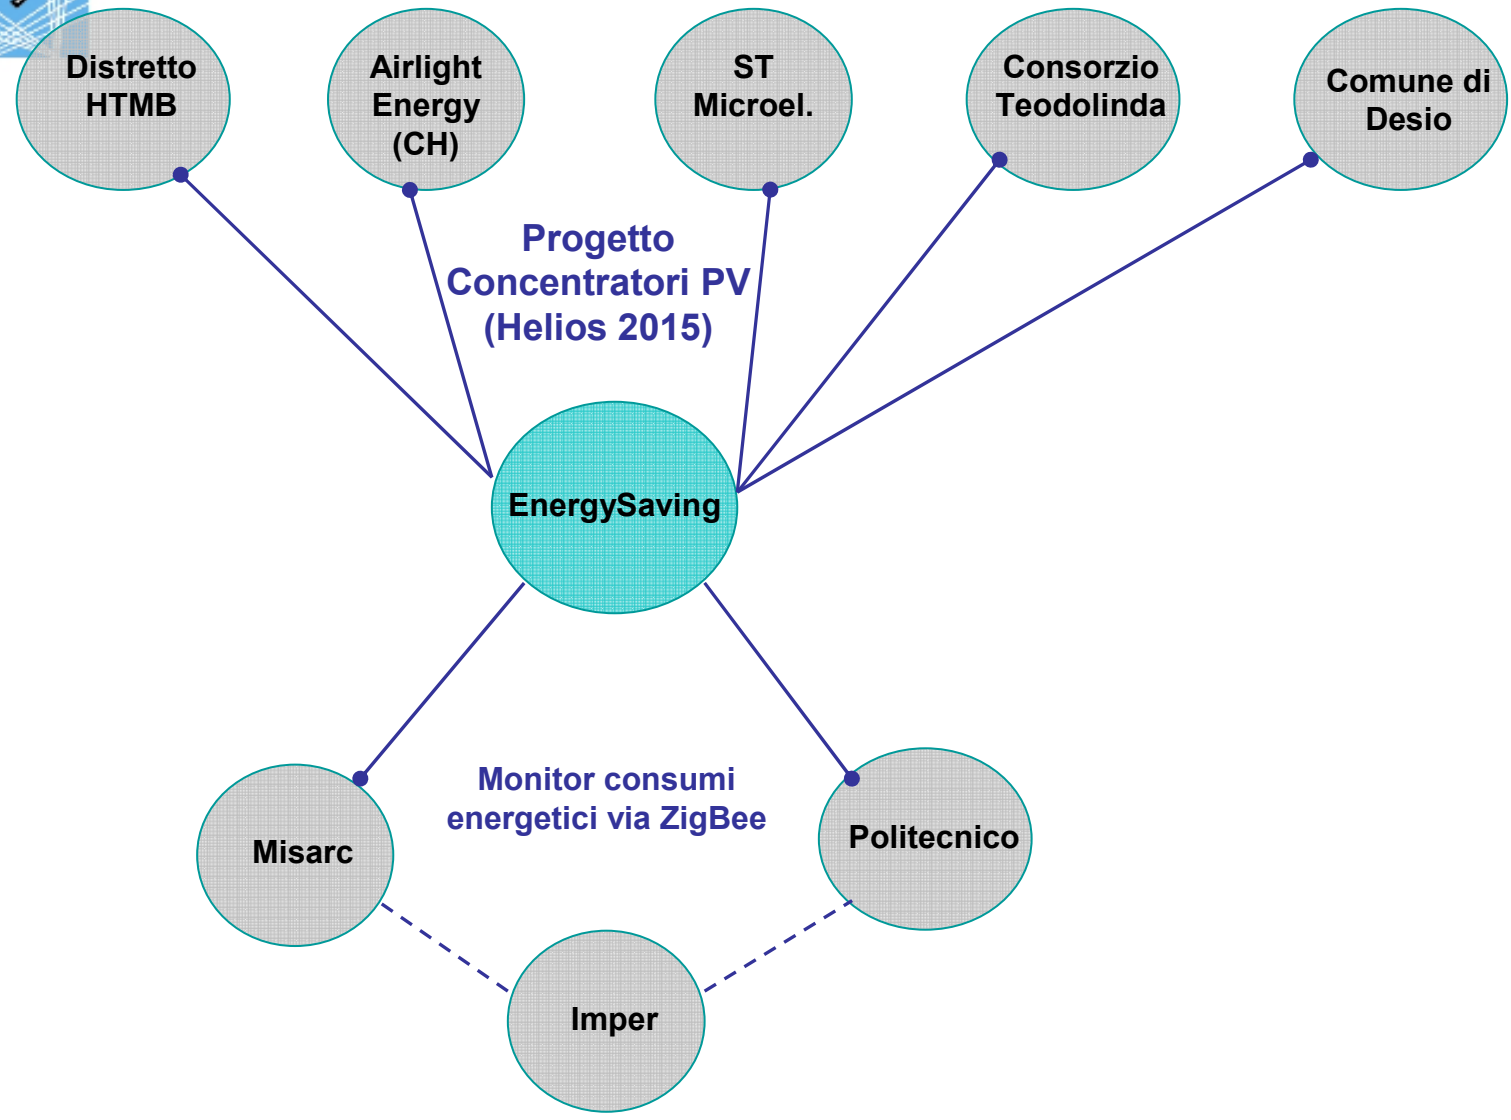 Distretto
HTMB
Airlight
Energy
(CH)
ST
Microel.
Consorzio
Teodolinda
Comune di
Desio
Progetto
Concentratori PV
(Helios 2015)
EnergySaving
Monitor consumi
energetici via ZigBee
Misarc
Politecnico
Imper